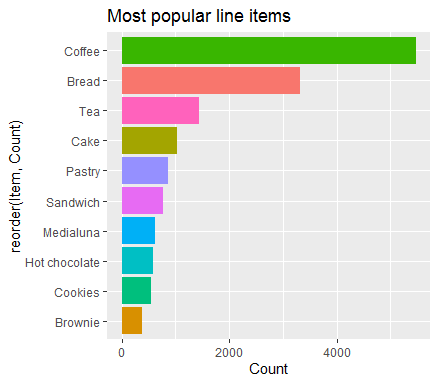 Most popular line items
reorder(Item, Count)
Coffee
Bread
Tea
Cake
Pastry
Sandwich
Medialuna
Hot chocolate
Cookies
Brownie
0 2000 4000
Count